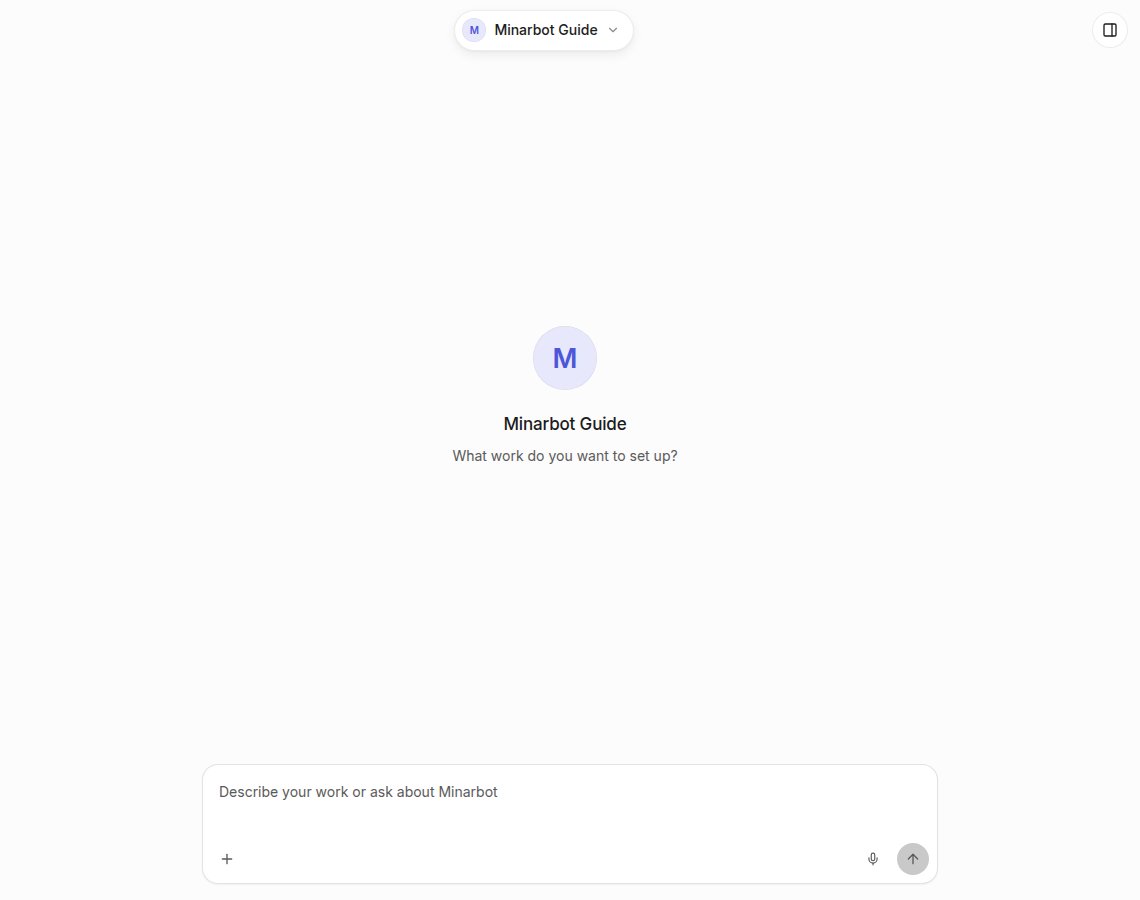 M Minarbot Guide
M
Minarbot Guide
What work do you want to set up?
Describe your work or ask about Minarbot